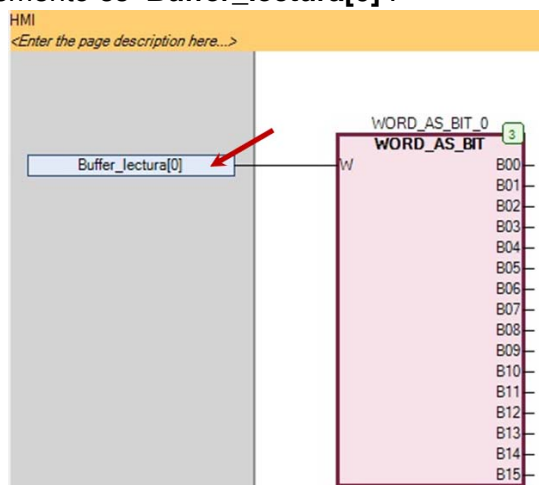 HMI
<Enter the page description here...>
WORD_AS_BIT_0
3
WORD_AS_BIT
Buffer_lectura[0]
W
B00
B01
B02
B03
B04
B05
B06
B07
B08
B09
B10
B11
B12
B13
B14
B15